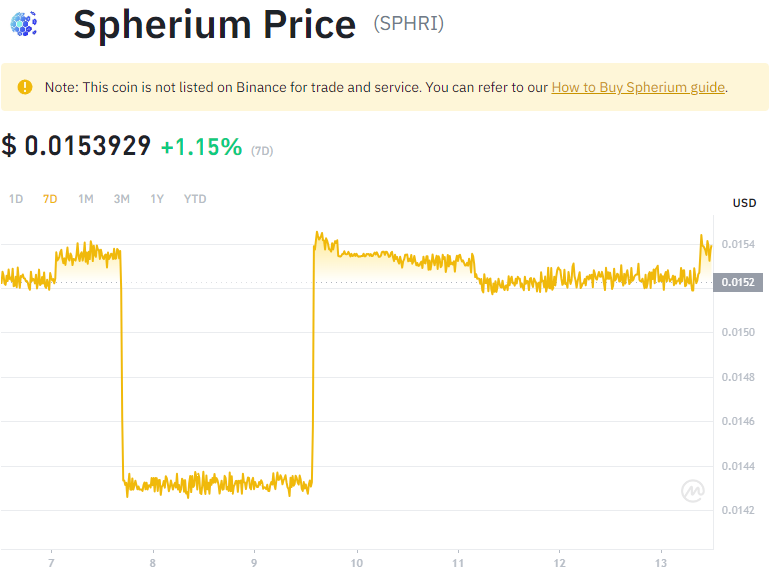 Spherium Price (SPHRI)
Note: This coin is not listed on Binance for trade and service. You can refer to our How to Buy Spherium guide.
$ 0.0153929 +1.15% (7D)
1D 7D 1M 3M 1Y YTD
USD
0.0154
0.0152
0.0150
0.0148
0.0146
0.0144
0.0142
7 8 9 10 11 12 13